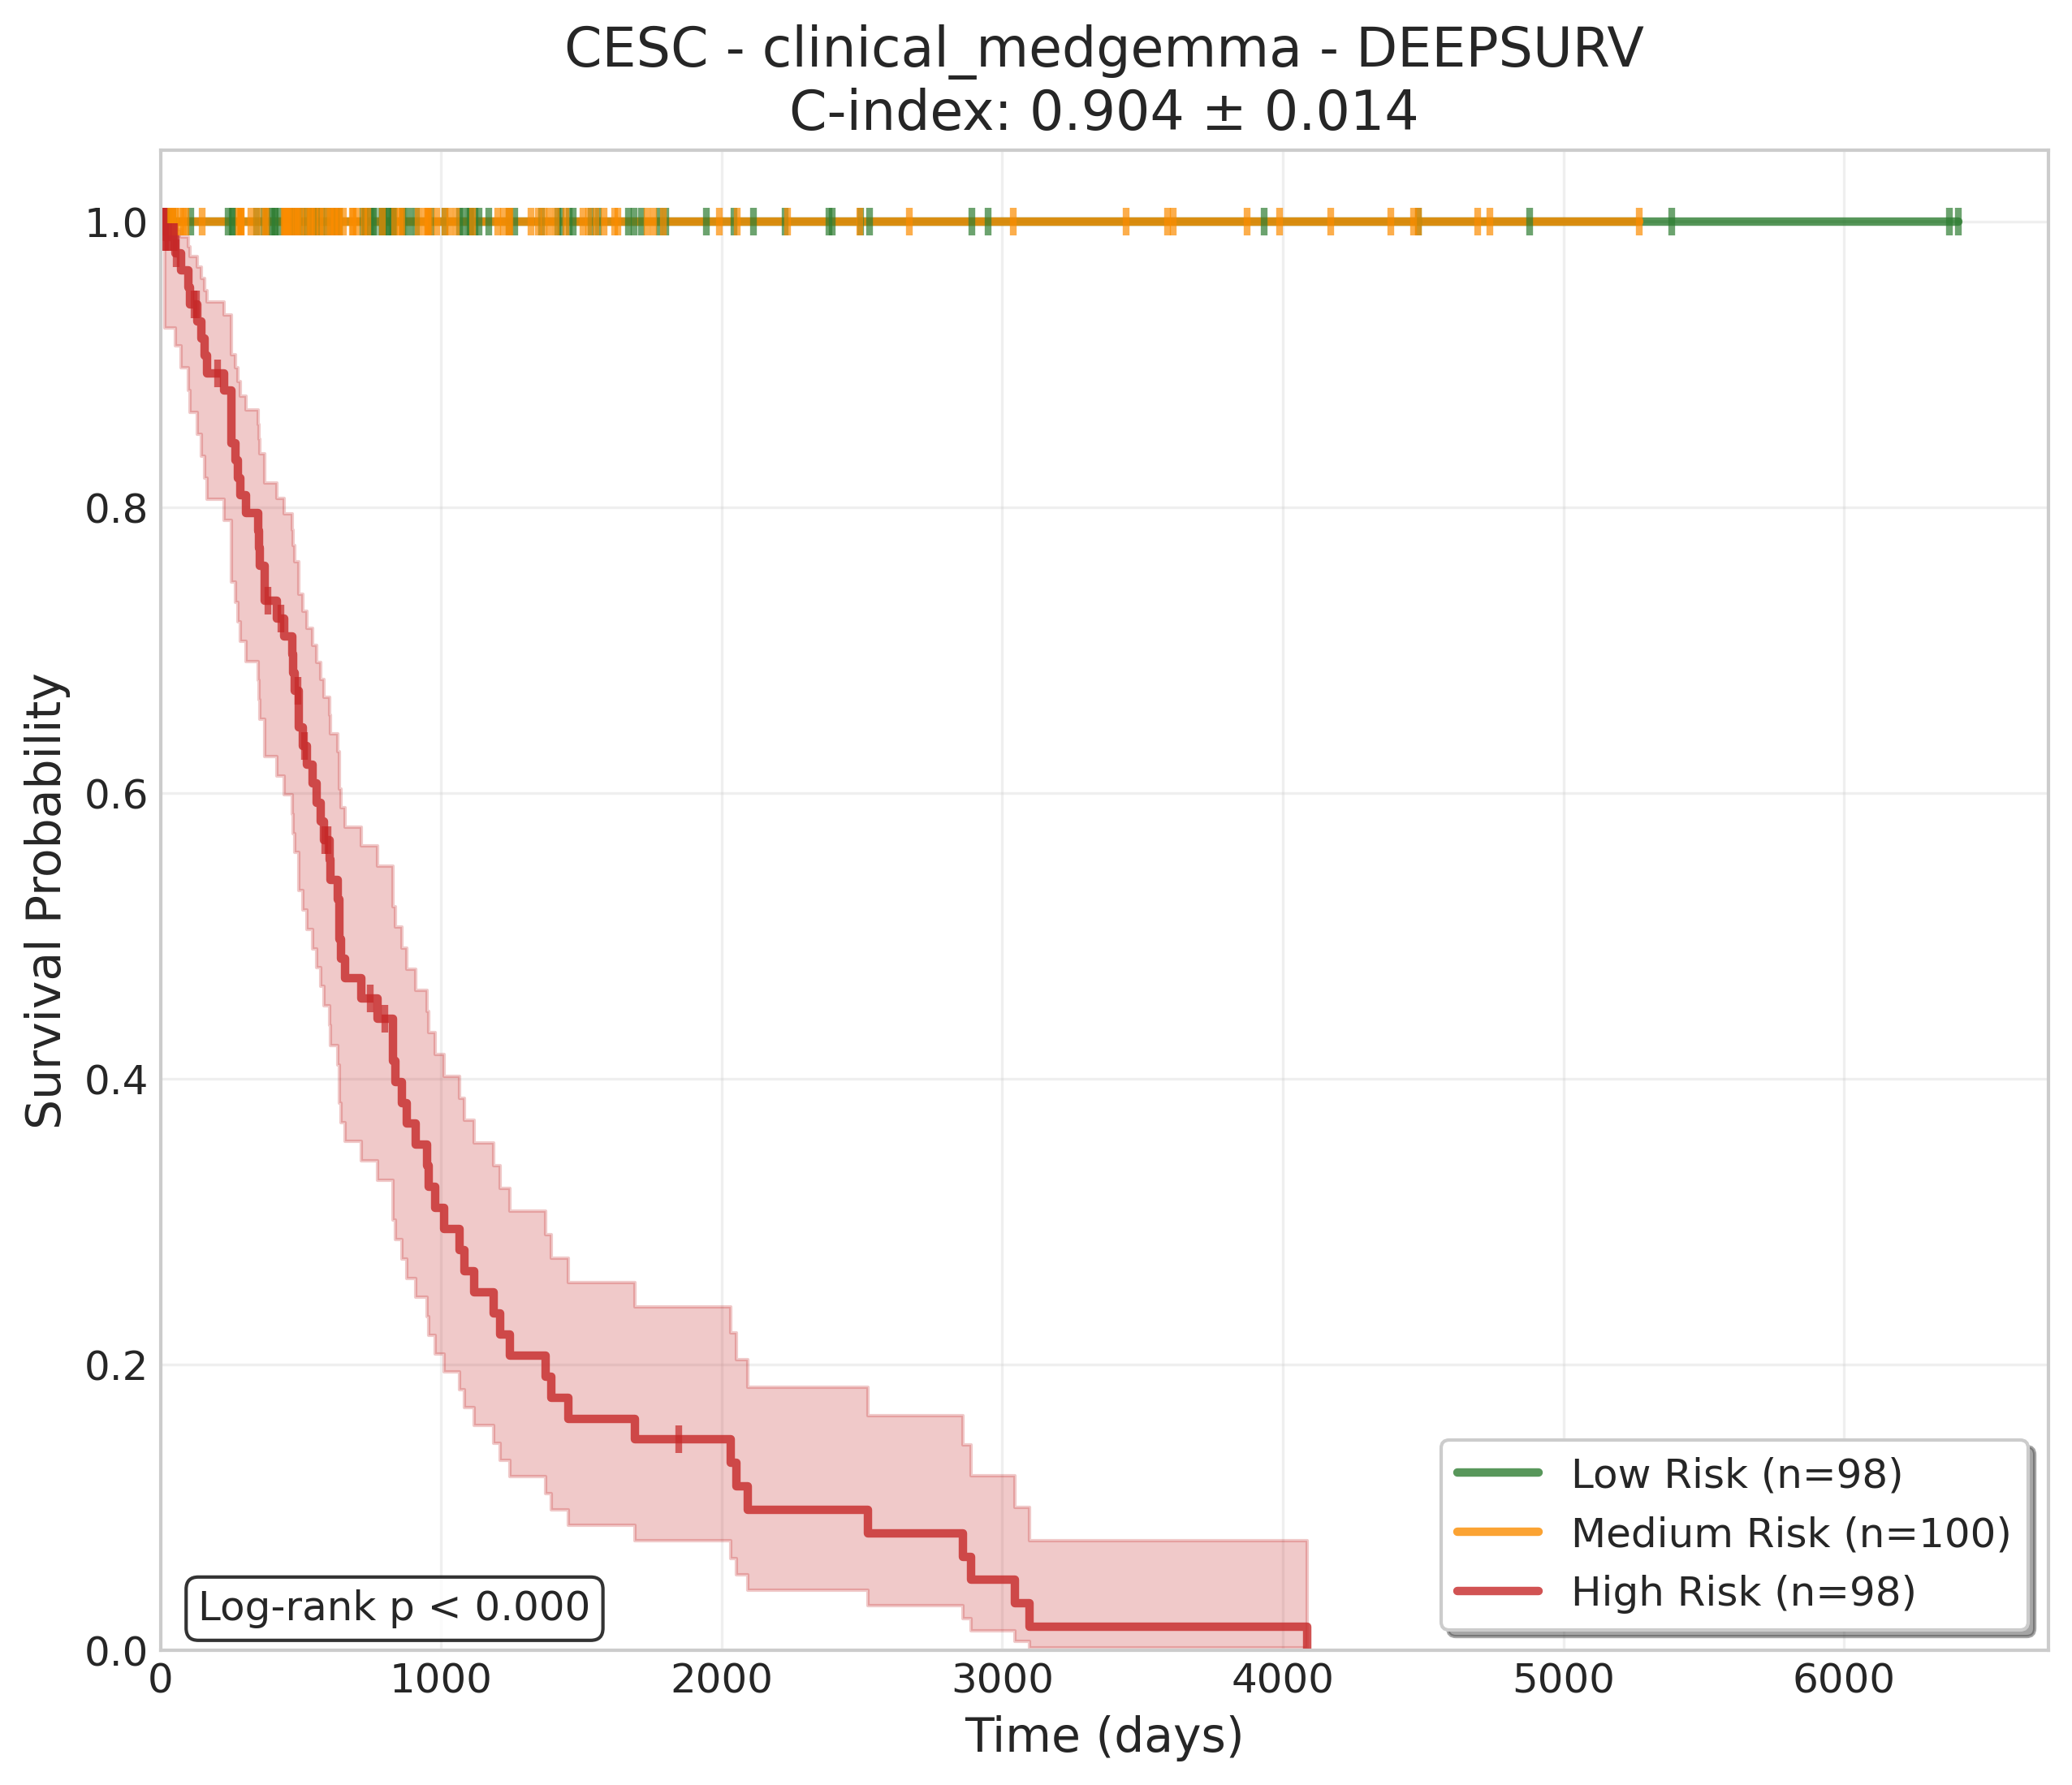 CESC - clinical_medgemma - DEEPSURV
C-index: 0.904 ± 0.014
Survival Probability
1.0
0.8
0.6
0.4
0.2
0.0
Log-rank p < 0.000
Low Risk (n=98)
Medium Risk (n=100)
High Risk (n=98)
0 1000 2000 3000 4000 5000 6000
Time (days)